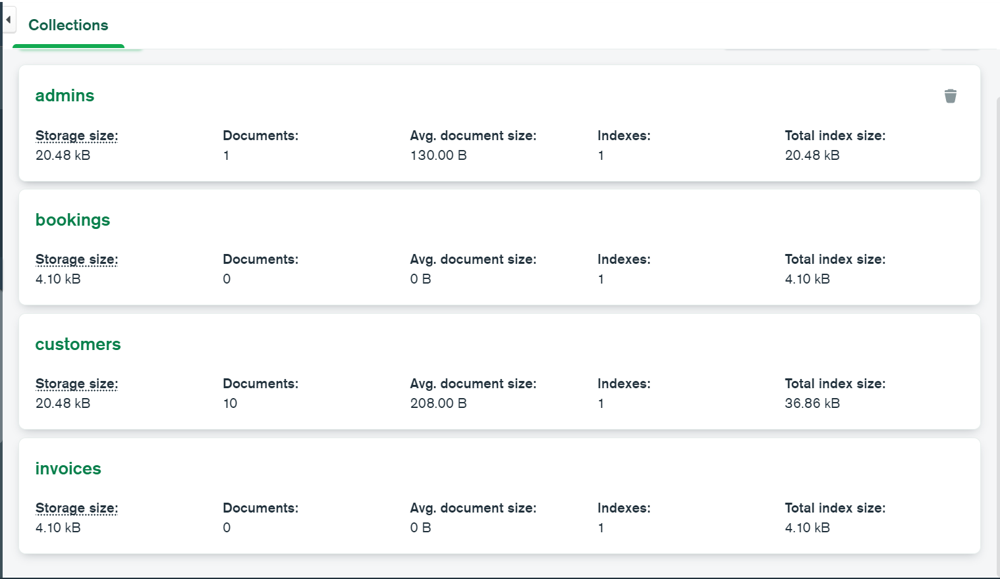 Collections
admins
Storage size: Documents: Avg. document size: Indexes: Total index size:
20.48 kB 1 130.00 B 1 20.48 kB
bookings
Storage size: Documents: Avg. document size: Indexes: Total index size:
4.10 kB 0 0 B 1 4.10 kB
customers
Storage size: Documents: Avg. document size: Indexes: Total index size:
20.48 kB 10 208.00 B 1 36.86 kB
invoices
Storage size: Documents: Avg. document size: Indexes: Total index size:
4.10 kB 0 0 B 1 4.10 kB